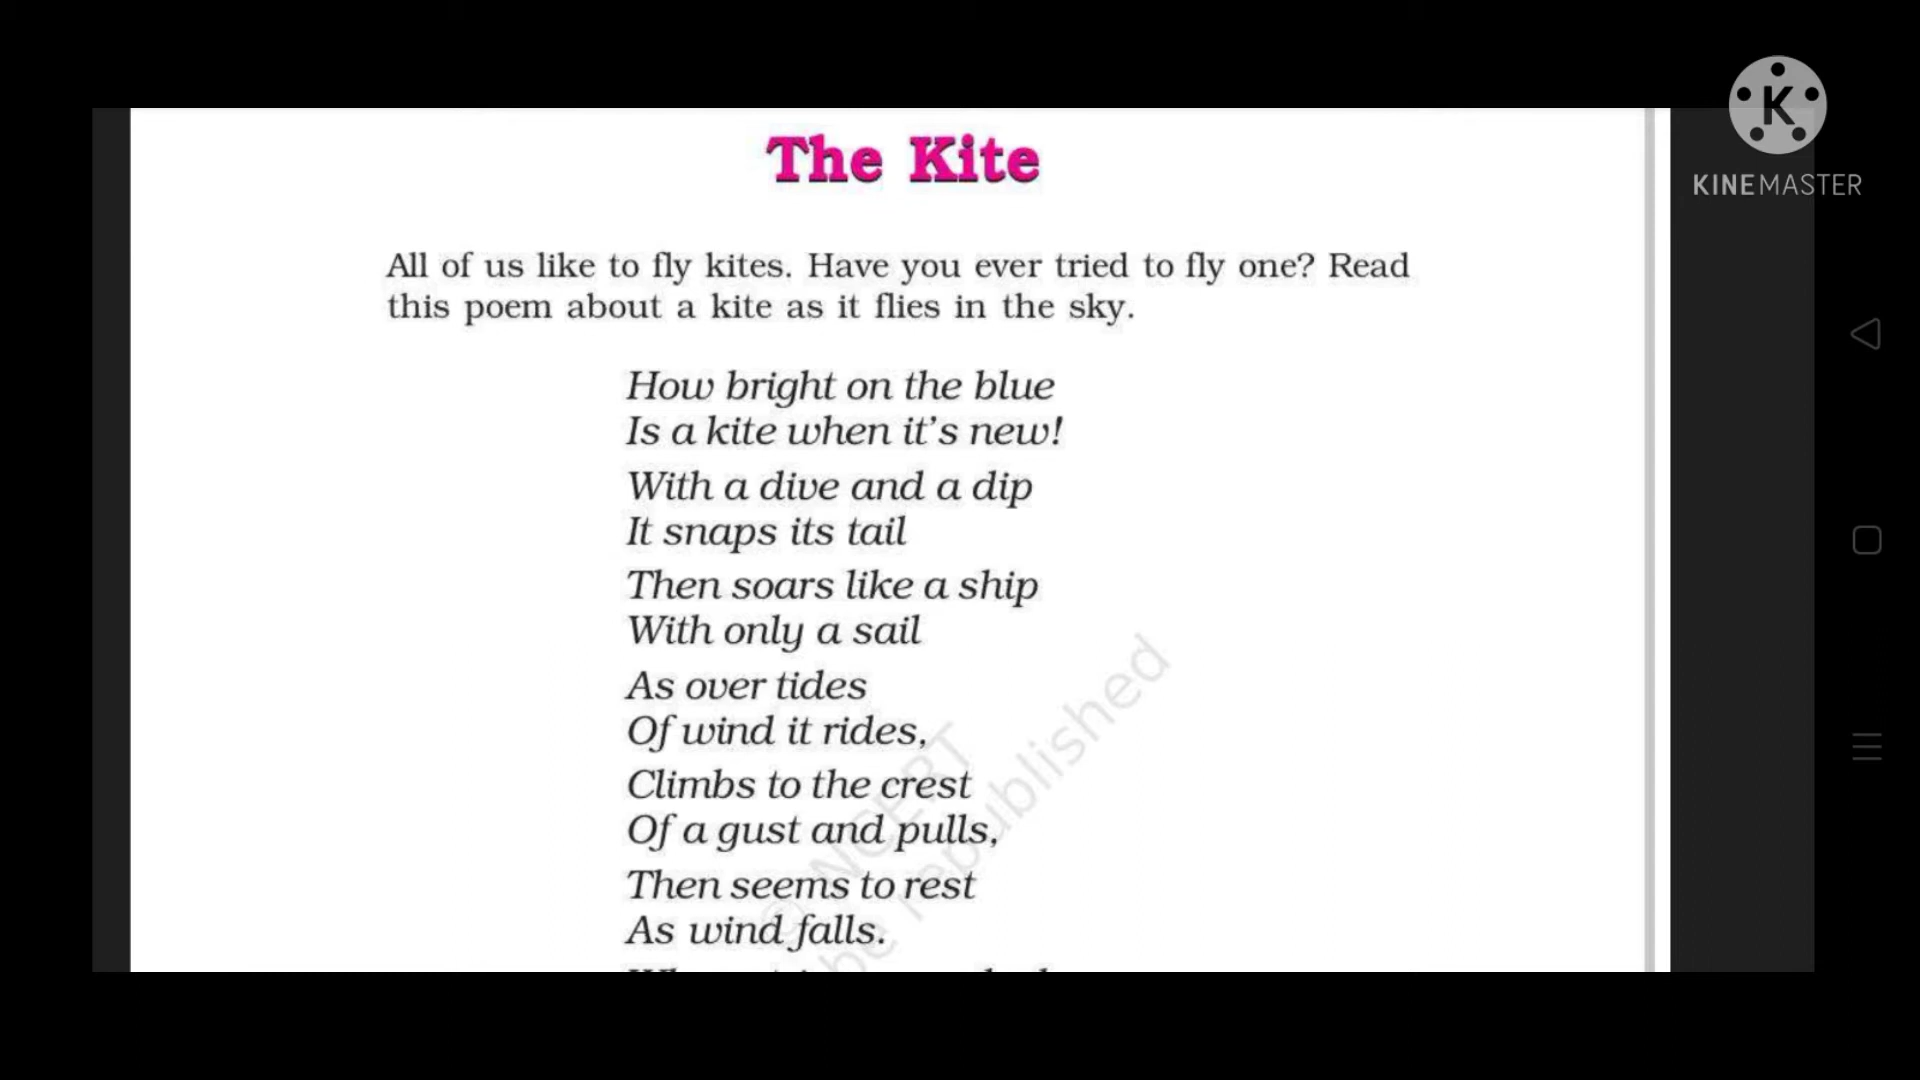 The Kite
K
KINEMASTER
All of us like to fly kites. Have you ever tried to fly one? Read
this poem about a kite as it flies in the sky.
How bright on the blue
Is a kite when it's new!
With a dive and a dip
It snaps its tail
Then soars like a ship
With only a sail
As over tides
Of wind it rides,
Climbs to the crest
Of a gust and pulls,
Then seems to rest
As wind falls.
© NCERT
be republished